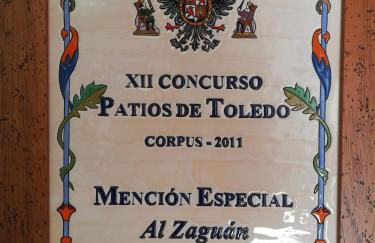 XII CONCURSO
PATIOS DE TOLEDO
CORPUS - 2011
MENCIÓN ESPECIAL
Al Zaguán